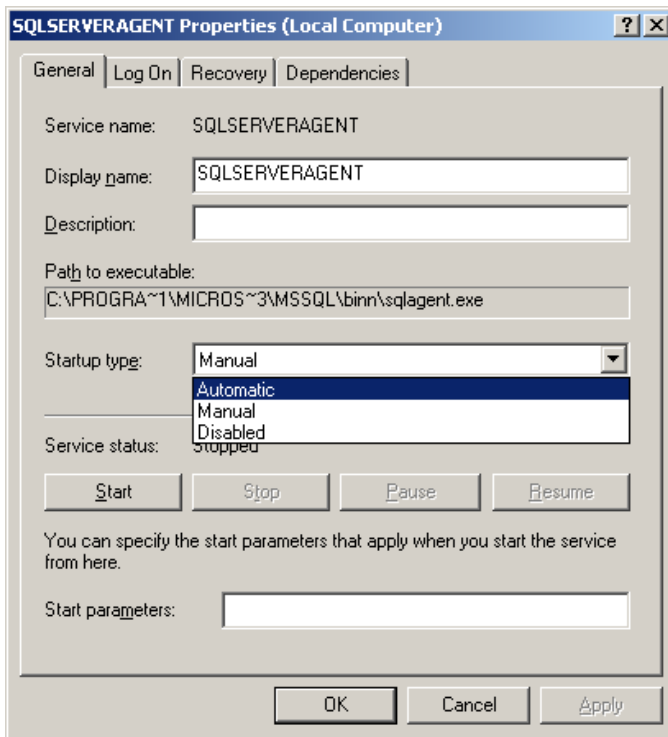 SQLSERVERAGENT Properties (Local Computer)
General Log On Recovery Dependencies
Service name: SQLSERVERAGENT
Display name: SQLSERVERAGENT
Description:
Path to executable:
C:\PROGRA~1\MICROS~3\MSSQL\binn\sqlagent.exe
Startup type: Manual
Automatic
Manual
Disabled
Service status: Stopped
Start Stop Pause Resume
You can specify the start parameters that apply when you start the service
from here.
Start parameters:
OK Cancel Apply